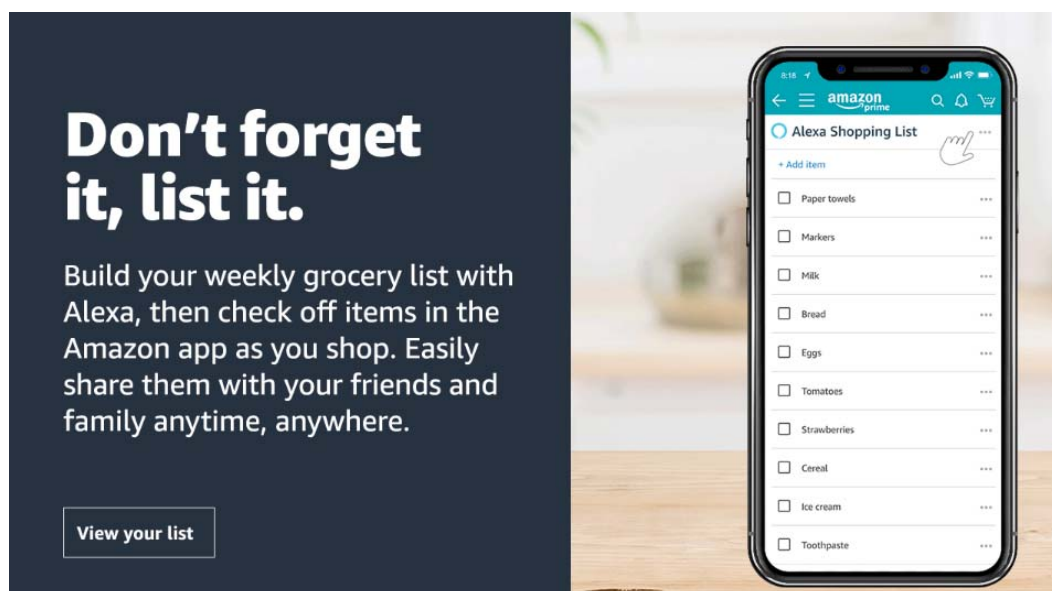 Don’t forget
it, list it.
Build your weekly grocery list with
Alexa, then check off items in the
Amazon app as you shop. Easily
share them with your friends and
family anytime, anywhere.
View your list
8:18
amazon
prime
Alexa Shopping List
+ Add item
Paper towels
Markers
Milk
Bread
Eggs
Tomatoes
Strawberries
Cereal
Ice cream
Toothpaste